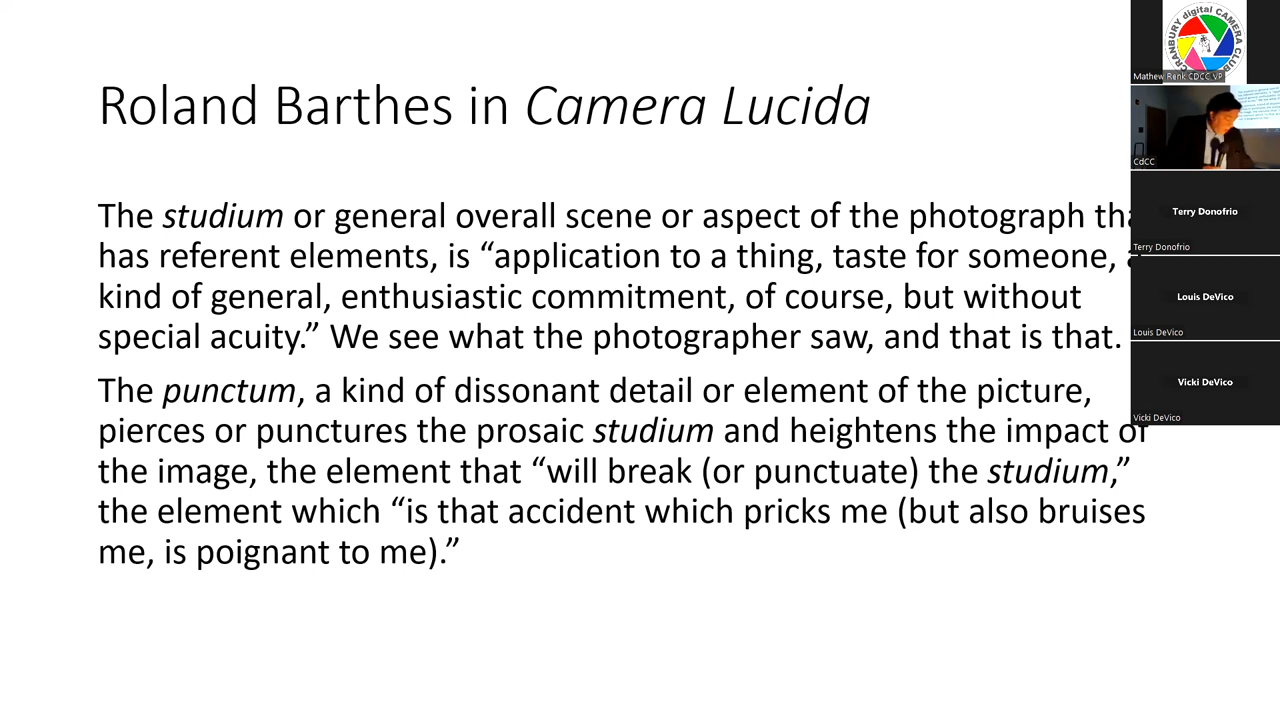 Roland Barthes in Camera Lucida
The studium or general overall scene or aspect of the photograph tha
has referent elements, is “application to a thing, taste for someone, a
kind of general, enthusiastic commitment, of course, but without
special acuity.” We see what the photographer saw, and that is that.
The punctum, a kind of dissonant detail or element of the picture,
pierces or punctures the prosaic studium and heightens the impact of
the image, the element that “will break (or punctuate) the studium,”
the element which “is that accident which pricks me (but also bruises
me, is poignant to me).”
CRANBURY digital CAMERA CLUB
Mathew Renk CDCC VP
CdCC
Terry Donofrio
Terry Donofrio
Louis DeVico
Louis DeVico
Vicki DeVico
Vicki DeVico